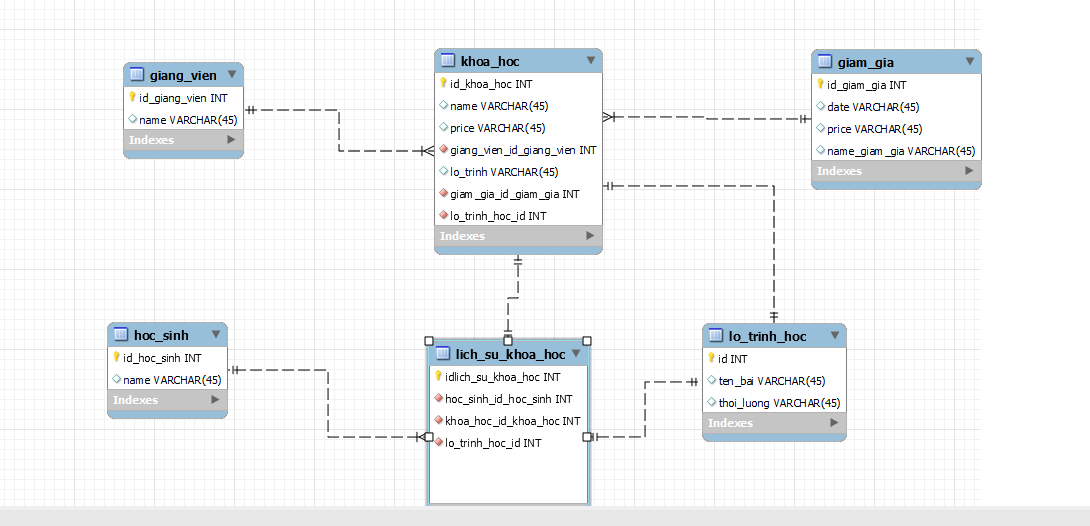 giang_vien
id_giang_vien INT
name VARCHAR(45)
Indexes
khoa_hoc
id_khoa_hoc INT
name VARCHAR(45)
price VARCHAR(45)
giang_vien_id_giang_vien INT
lo_trinh VARCHAR(45)
giam_gia_id_giam_gia INT
lo_trinh_hoc_id INT
Indexes
giam_gia
id_giam_gia INT
date VARCHAR(45)
price VARCHAR(45)
name_giam_gia VARCHAR(45)
Indexes
hoc_sinh
id_hoc_sinh INT
name VARCHAR(45)
Indexes
lich_su_khoa_hoc
idlich_su_khoa_hoc INT
hoc_sinh_id_hoc_sinh INT
khoa_hoc_id_khoa_hoc INT
lo_trinh_hoc_id INT
lo_trinh_hoc
id INT
ten_bai VARCHAR(45)
thoi_luong VARCHAR(45)
Indexes